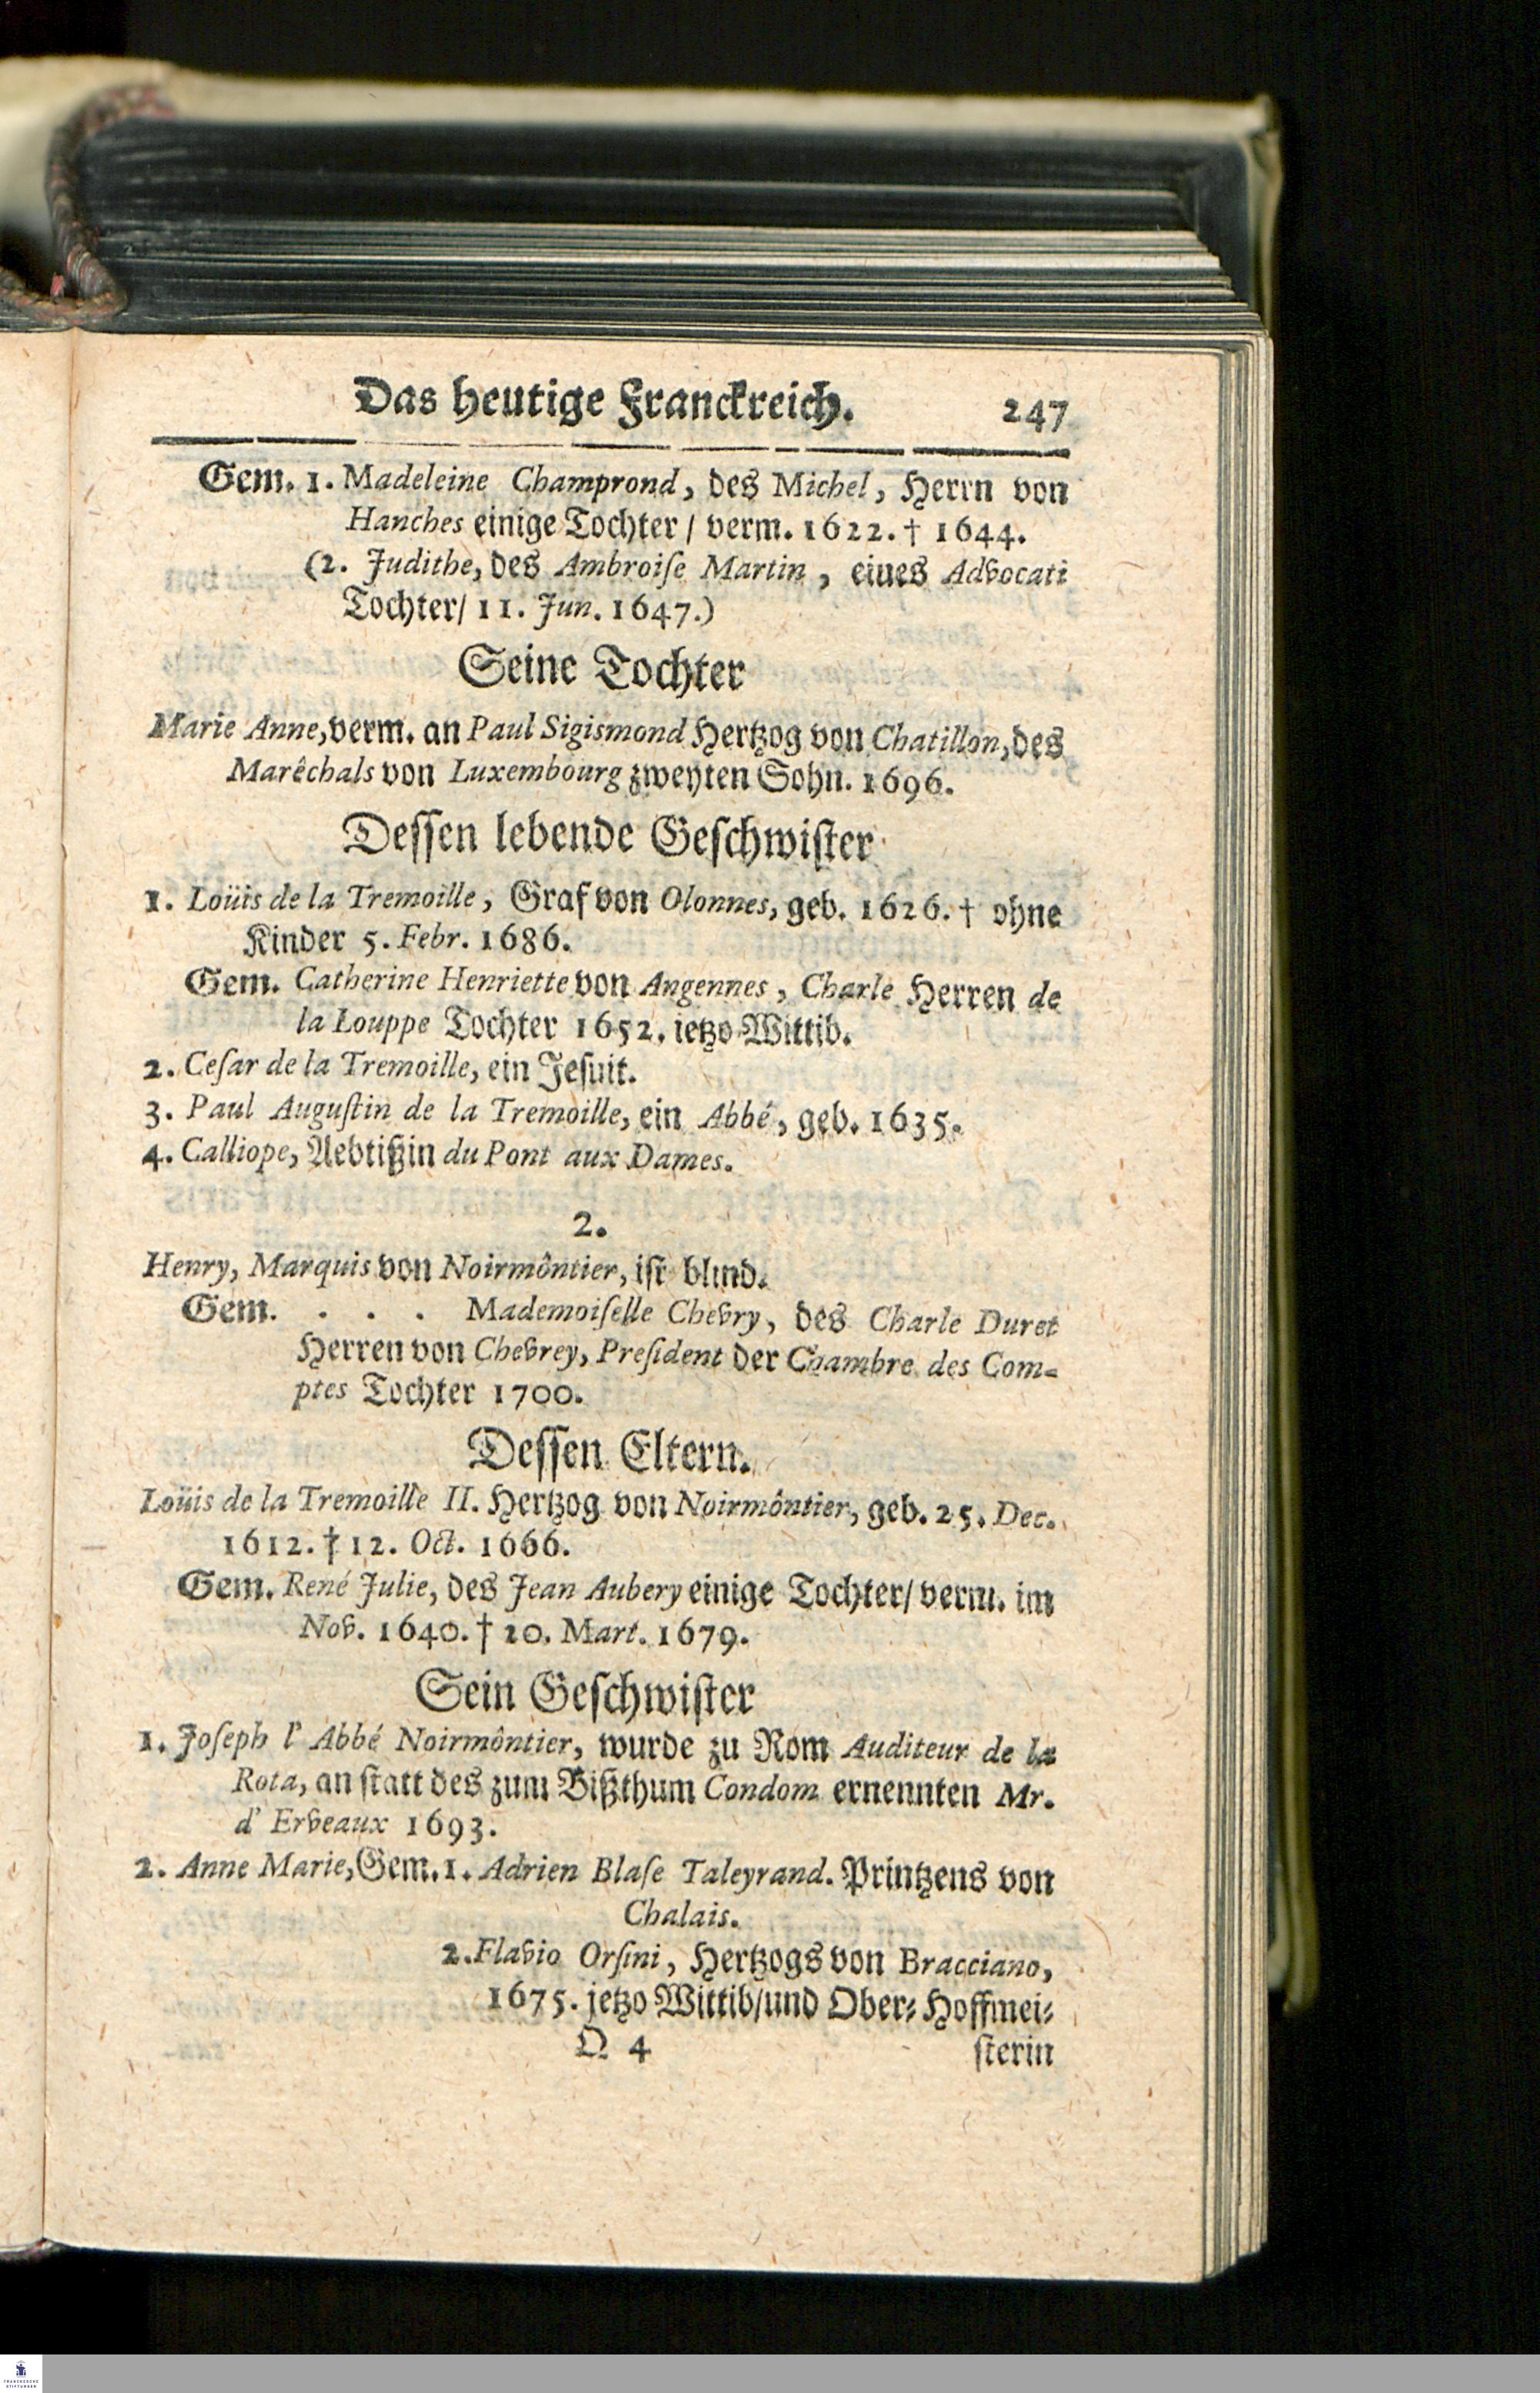 Das heutige Franckreich. 247
Gem. 1. Madeleine Champrond, des Michel, Herrn von
Hanches einige Tochter / verm. 1622. † 1644.
(2. Judithe, des Ambroiſe Martin, eiues Advocati
Tochter/ 11. Jun. 1647.)
Seine Tochter
Marie Anne, verm. an Paul Sigismond Hertzog von Chatillon, des
Marêchals von Luxembourg zweyten Sohn. 1696.
Deſſen lebende Geſchwiſter
1. Loüis de la Tremoille, Graf von Olonnes, geb. 1626. † ohne
Kinder 5. Febr. 1686.
Gem. Catherine Henriette von Angennes, Charle Herren de
la Louppe Tochter 1652. ietzo Wittib.
2. Ceſar de la Tremoille, ein Jeſuit.
3. Paul Auguſtin de la Tremoille, ein Abbé, geb. 1635.
4. Calliope, Aebtißin du Pont aux Dames.
2.
Henry, Marquis von Noirmôntier, iſt blind.
Gem. . . . Mademoiſelle Chevry, des Charle Duret
Herren von Chevrey, Preſident der Chambre des Com-
ptes Tochter 1700.
Deſſen Eltern.
Loüis de la Tremoille II. Hertzog von Noirmôntier, geb. 25. Dec.
1612. † 12. Oct. 1666.
Gem. René Julie, des Jean Aubery einige Tochter/ verm. im
Nov. 1640. † 20. Mart. 1679.
Sein Geſchwiſter
1. Joſeph l' Abbé Noirmôntier, wurde zu Rom Auditeur de la
Rota, an ſtatt des zum Bißthum Condom ernennten Mr.
d' Erveaux 1693.
2. Anne Marie, Gem. 1. Adrien Blaſe Taleyrand. Printzens von
Chalais.
2. Flavio Orſini, Hertzogs von Bracciano,
1675. jetzo Wittib/und Ober-Hoffmei-
Q 4 ſterin
FRANCKESCHE
STIFTUNGEN